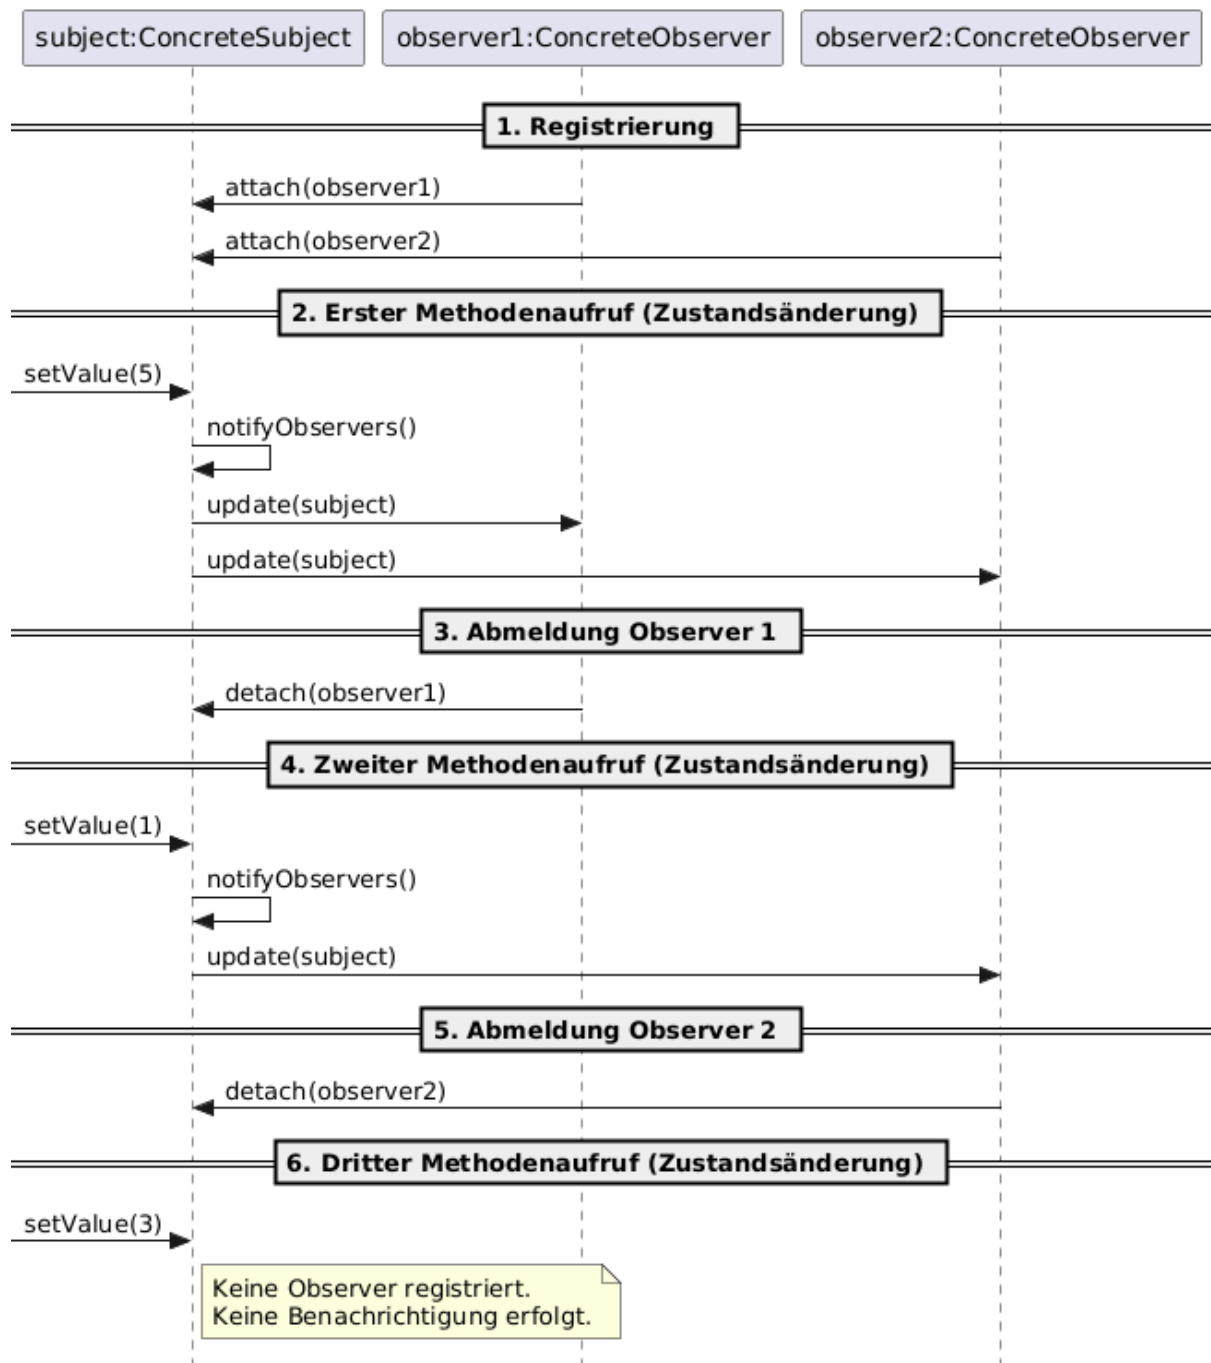 subject:ConcreteSubject
observer1:ConcreteObserver
observer2:ConcreteObserver
1. Registrierung
attach(observer1)
attach(observer2)
2. Erster Methodenaufruf (Zustandsänderung)
setValue(5)
notifyObservers()
update(subject)
update(subject)
3. Abmeldung Observer 1
detach(observer1)
4. Zweiter Methodenaufruf (Zustandsänderung)
setValue(1)
notifyObservers()
update(subject)
5. Abmeldung Observer 2
detach(observer2)
6. Dritter Methodenaufruf (Zustandsänderung)
setValue(3)
Keine Observer registriert.
Keine Benachrichtigung erfolgt.